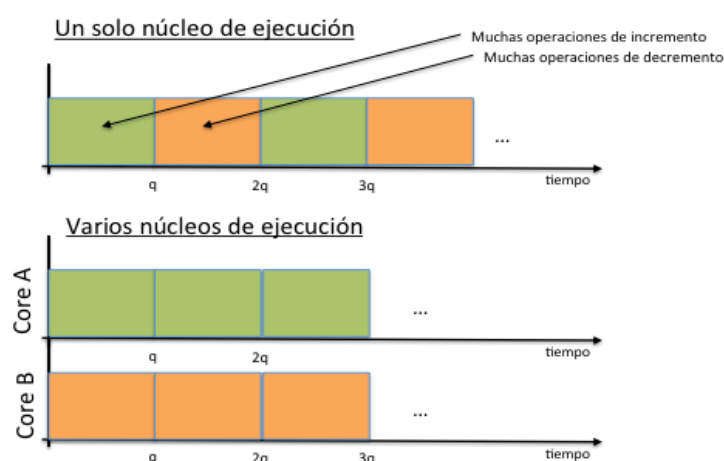 Un solo núcleo de ejecución
Muchas operaciones de incremento
Muchas operaciones de decremento
...
q 2q 3q tiempo
Varios núcleos de ejecución
Core A
...
q 2q tiempo
Core B
...
q 2q 3q tiempo